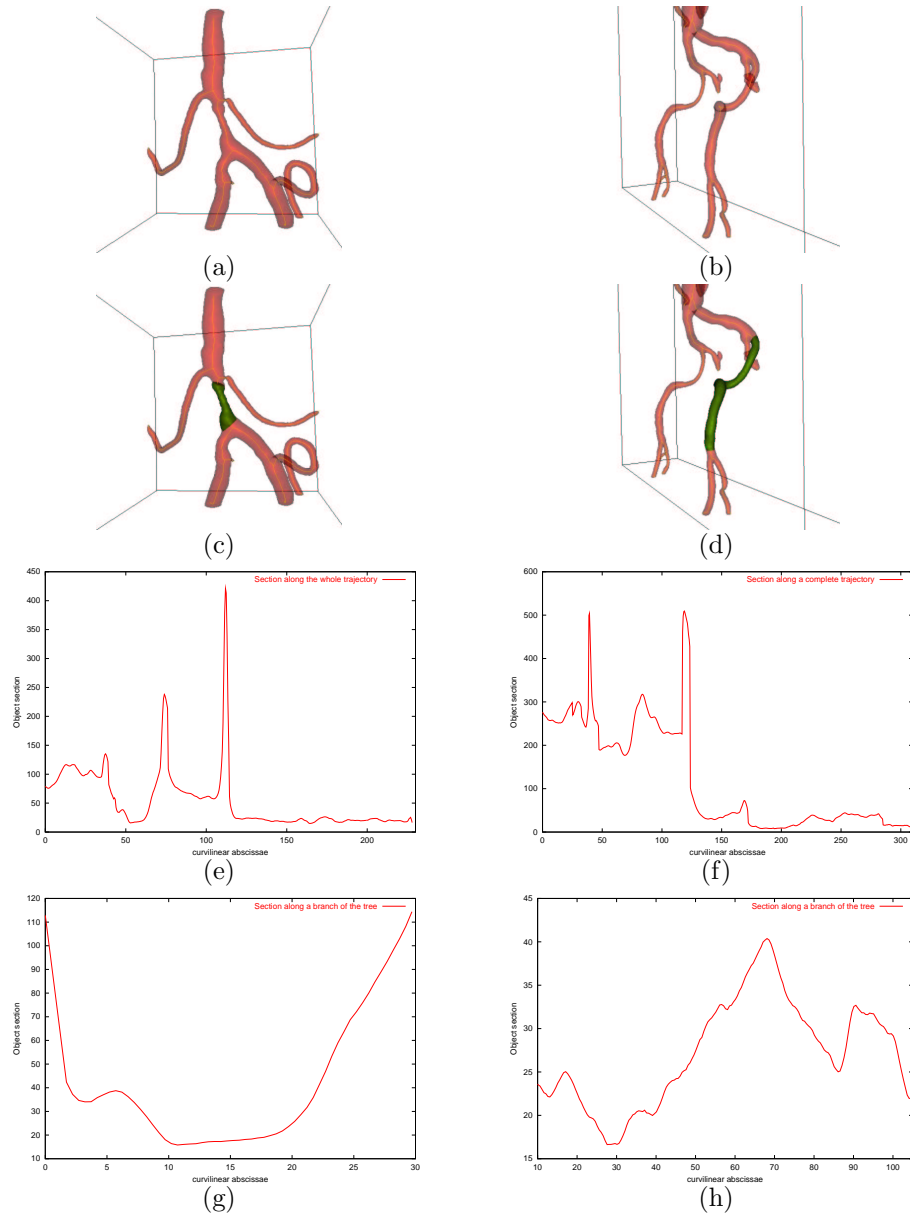 (a) (b)
(c) (d)
Section along the whole trajectory
450
400
350
300
250
200
150
100
50
0
Object section
0 50 100 150 200
curvilinear abscissae
(e)
Section along a complete trajectory
600
500
400
300
200
100
0
Object section
0 50 100 150 200 250 300
curvilinear abscissae
(f)
Section along a branch of the tree
120
110
100
90
80
70
60
50
40
30
20
10
Object section
0 5 10 15 20 25 30
curvilinear abscissae
(g)
Section along a branch of the tree
45
40
35
30
25
20
15
Object section
10 20 30 40 50 60 70 80 90 100
curvilinear abscissae
(h)